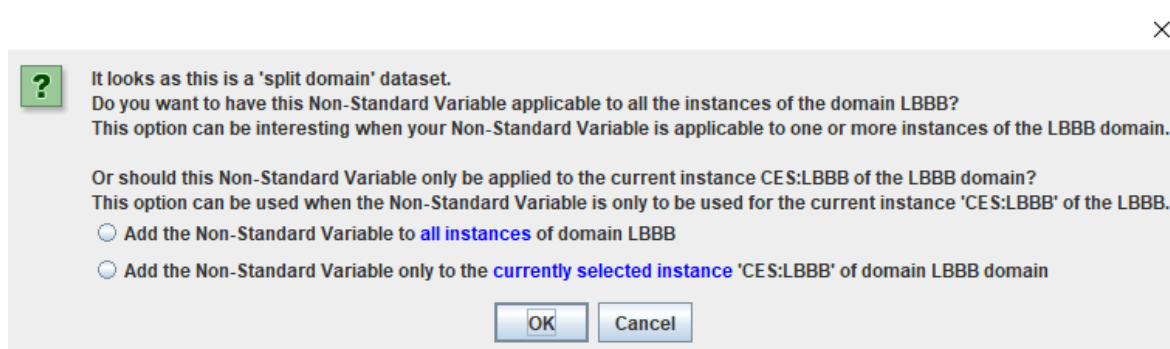 It looks as this is a 'split domain' dataset.
Do you want to have this Non-Standard Variable applicable to all the instances of the domain LBBB?
This option can be interesting when your Non-Standard Variable is applicable to one or more instances of the LBBB domain.
Or should this Non-Standard Variable only be applied to the current instance CES:LBBB of the LBBB domain?
This option can be used when the Non-Standard Variable is only to be used for the current instance 'CES:LBBB' of the LBBB.
Add the Non-Standard Variable to all instances of domain LBBB
Add the Non-Standard Variable only to the currently selected instance 'CES:LBBB' of domain LBBB domain
OK Cancel